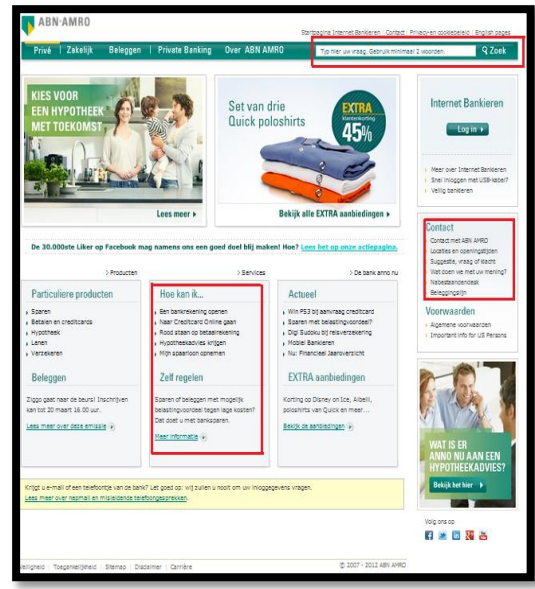 ABN·AMRO
Startpagina Internet Bankieren | Contact | Privacy-en cookiebeleid | English pages
Privé | Zakelijk Beleggen | Private Banking Over ABN AMRO
Typ hier uw vraag. Gebruik minimaal 2 woorden. Zoek
KIES VOOR
EEN HYPOTHEEK
MET TOEKOMST
Lees meer
Set van drie
Quick poloshirts
EXTRA
klantenkorting
45%
Bekijk alle EXTRA aanbiedingen
Internet Bankieren
Log in
Meer over Internet Bankieren
Snel inloggen met USB-kabel?
Veilig bankieren
De 30.000ste Liker op Facebook mag namens ons een goed doel blij maken! Hoe? Lees het op onze actiepagina.
Contact
Contact met ABN AMRO
Locaties en openingstijden
Suggestie, vraag of klacht
Wat doen we met uw mening?
Nabestaandendesk
Beleggingslijn
> Producten
> Services
> De bank anno nu
Particuliere producten
Sparen
Betalen en creditcards
Hypotheek
Lenen
Verzekeren
Hoe kan ik...
Een bankrekening openen
Naar Creditcard Online gaan
Rood staan op betaalrekening
Hypotheekadvies krijgen
Mijn spaarloon opnemen
Actueel
Win PS3 bij aanvraag creditcard
Sparen met belastingvoordeel?
Digi Sudoku bij reisverzekering
Mobiel Bankieren
Nu: Financieel Jaaroverzicht
Voorwaarden
Algemene voorwaarden
Important info for US Persons
Beleggen
Ziggo gaat naar de beurs! Inschrijven
kan tot 20 maart 16.00 uur.
Lees meer over deze emissie
Zelf regelen
Sparen of beleggen met mogelijk
belastingvoordeel tegen lage kosten?
Dat doet u met banksparen.
Meer informatie
EXTRA aanbiedingen
Korting op Disney on Ice, Albelli,
poloshirts van Quick en meer...
Bekijk de aanbiedingen
WAT IS ER
ANNO NU AAN EEN
HYPOTHEEKADVIES?
Bekijk het hier
Krijgt u e-mail of een telefoontje van de bank? Let goed op: wij zullen u nooit om uw inloggegevens vragen.
Lees meer over nepmail en misleidende telefoongesprekken.
Volg ons op
Veiligheid | Toegankelijkheid | Sitemap | Disclaimer | Carrière
© 2007 - 2012 ABN AMRO